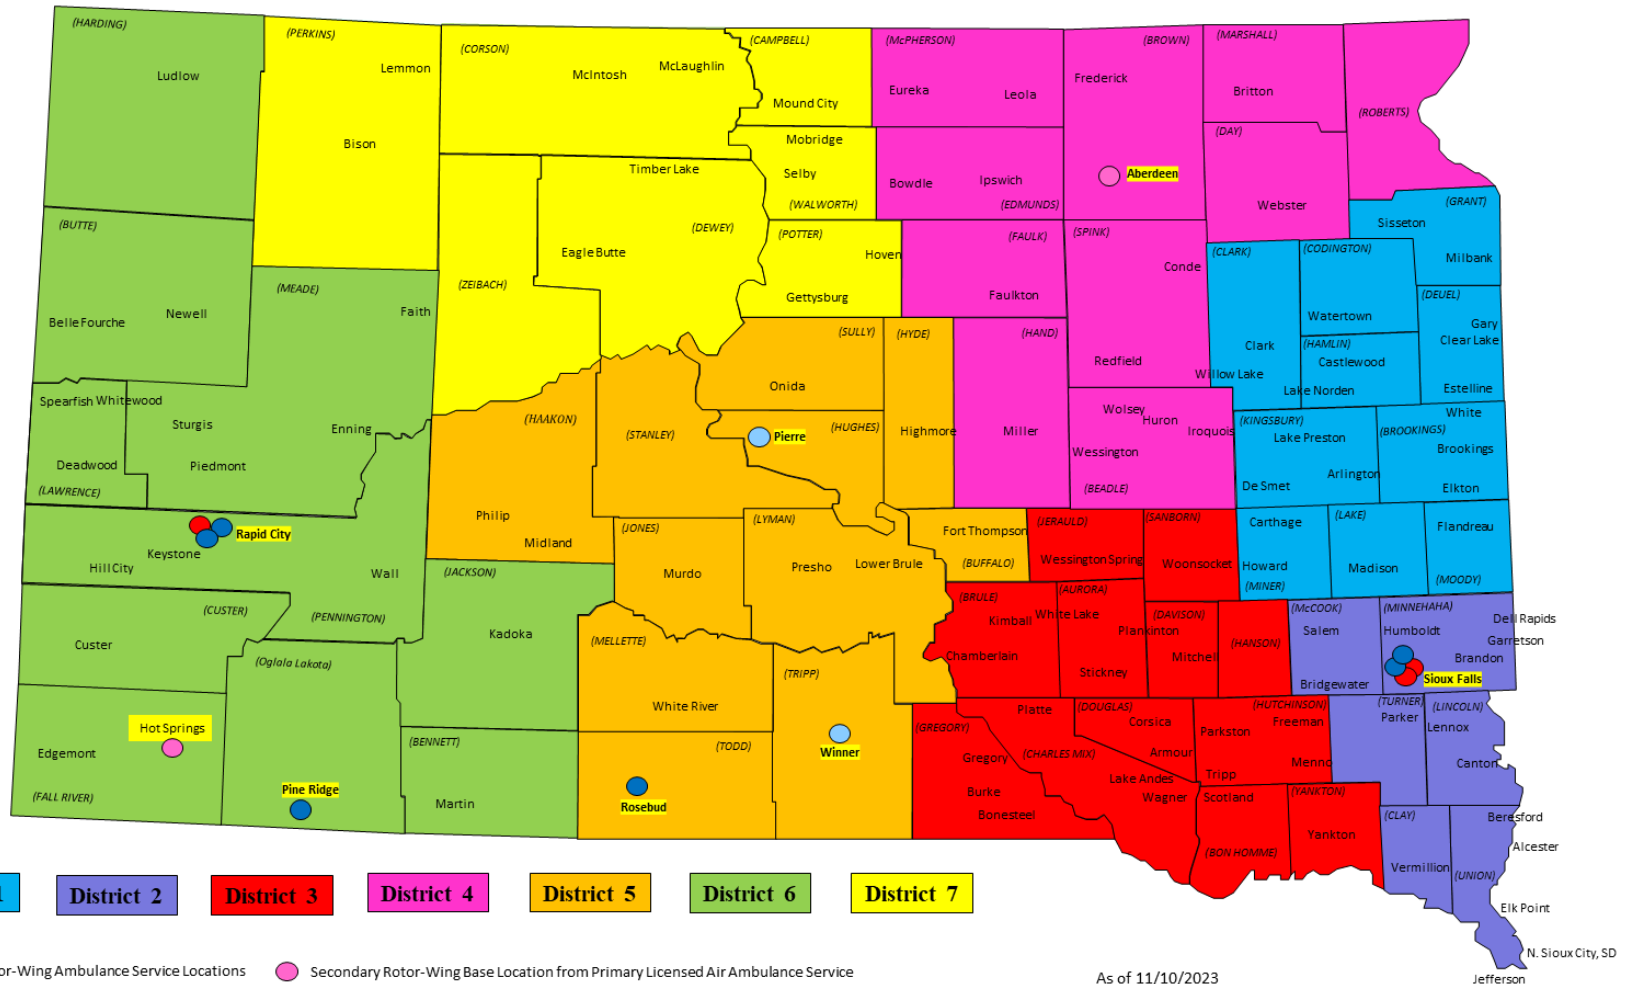 (HARDING)
Ludlow
(PERKINS)
Lemmon
Bison
(CORSON)
McIntosh
McLaughlin
(CAMPBELL)
Mound City
(McPHERSON)
Eureka
Leola
(BROWN)
Frederick
Aberdeen
(MARSHALL)
Britton
(ROBERTS)
(DAY)
Webster
Mobridge
Selby
(WALWORTH)
Bowdle
Ipswich
(EDMUNDS)
Timber Lake
(DEWEY)
Eagle Butte
(ZEIBACH)
(POTTER)
Hoven
Gettysburg
(FAULK)
Faulkton
(SPINK)
Conde
Redfield
(GRANT)
Sisseton
Milbank
(CLARK)
Clark
Willow Lake
(CODINGTON)
Watertown
(HAMLIN)
Castlewood
Lake Norden
(DEUEL)
Gary
Clear Lake
Estelline
(BUTTE)
Belle Fourche
Newell
(MEADE)
Faith
Sturgis
Enning
Piedmont
Spearfish
Whitewood
Deadwood
(LAWRENCE)
(HAAKON)
Philip
Midland
(STANLEY)
(SULLY)
Onida
(HYDE)
Highmore
(HUGHES)
Pierre
(HAND)
Miller
Wolsey
Huron
Iroquois
Wessington
(BEADLE)
(KINGSBURY)
Lake Preston
Arlington
De Smet
(BROOKINGS)
White
Brookings
Elkton
Rapid City
Keystone
Hill City
Wall
(PENNINGTON)
(JACKSON)
Kadoka
(JONES)
Murdo
(LYMAN)
Presho
Lower Brule
Fort Thompson
(BUFFALO)
(JERAULD)
Wessington Spring
(SANBORN)
Woonsocket
Carthage
Howard
(MINER)
(LAKE)
Madison
Flandreau
(MOODY)
(CUSTER)
Custer
(Oglala Lakota)
Pine Ridge
Hot Springs
Edgemont
(FALL RIVER)
(BENNETT)
Martin
(MELLETTE)
White River
(TODD)
Rosebud
(TRIPP)
Winner
(BRULE)
Kimball
Chamberlain
(AURORA)
White Lake
Plankinton
Stickney
(DAVISON)
Mitchel
(HANSON)
(McCOOK)
Salem
Bridgewater
(MINNEHAHA)
Humboldt
Dell Rapids
Garretson
Brandon
Sioux Falls
(GREGORY)
Gregory
Burke
Bonesteel
Platte
(CHARLES MIX)
Lake Andes
Wagner
(DOUGLAS)
Corsica
Armour
(HUTCHINSON)
Freeman
Parkston
Menno
Tripp
(TURNER)
Parker
(LINCOLN)
Lennox
Canton
Scotland
(BON HOMME)
(YANKTON)
Yankton
(CLAY)
Vermillion
(UNION)
Beresford
Alcester
Elk Point
N. Sioux City, SD
Jefferson
1
District 2
District 3
District 4
District 5
District 6
District 7
or-Wing Ambulance Service Locations
Secondary Rotor-Wing Base Location from Primary Licensed Air Ambulance Service
As of 11/10/2023